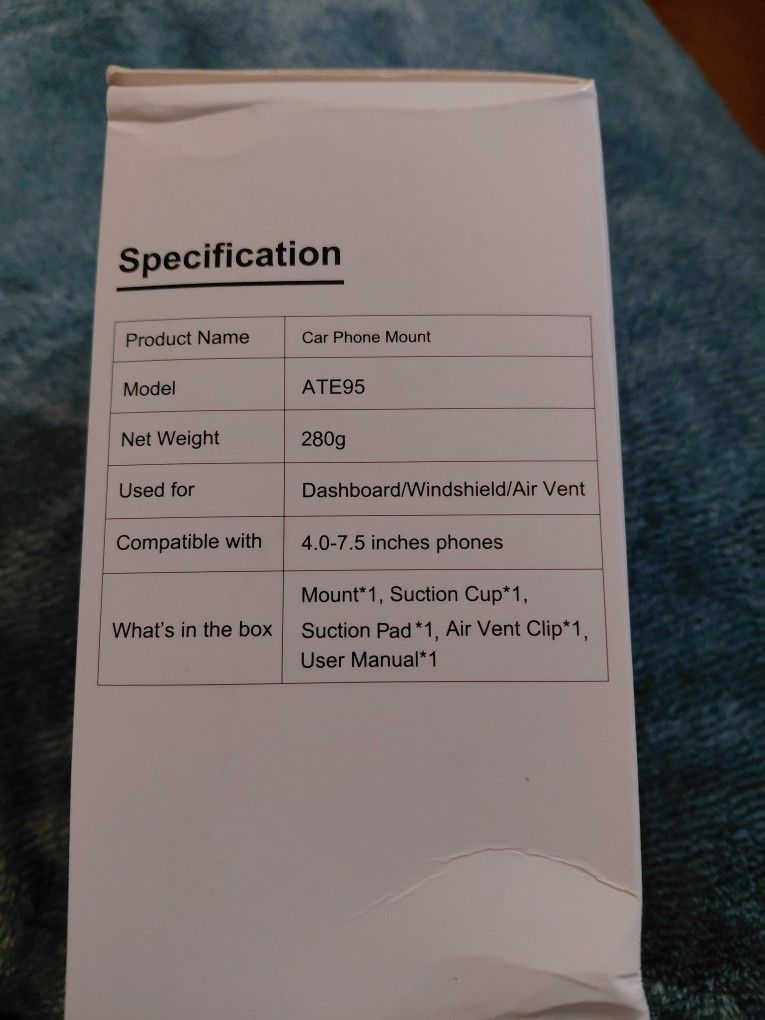 Specification
Product Name Car Phone Mount
Model ATE95
Net Weight 280g
Used for Dashboard/Windshield/Air Vent
Compatible with 4.0-7.5 inches phones
What's in the box
Mount*1, Suction Cup*1,
Suction Pad*1, Air Vent Clip*1,
User Manual*1